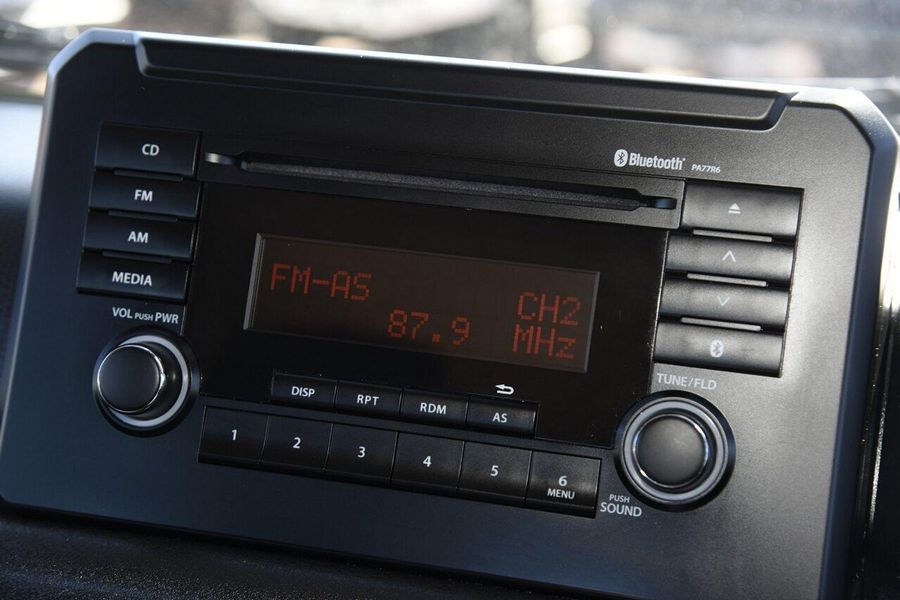 Bluetooth® PA77R6
CD
FM
AM
MEDIA
VOL PUSH PWR
FM-AS CH2
87.9 MHz
TUNE/FLD
DISP RPT RDM AS
1 2 3 4 5 6
MENU
PUSH
SOUND